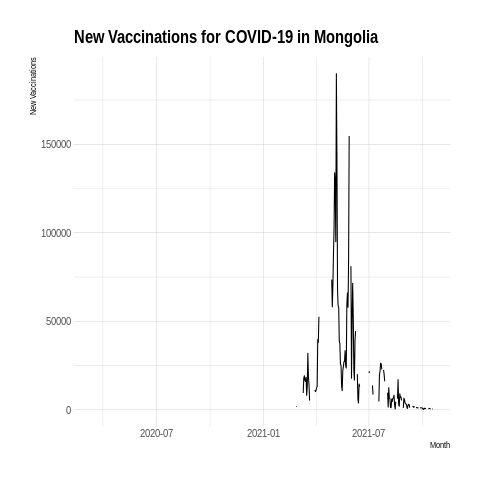 New Vaccinations for COVID-19 in Mongolia
New Vaccinations
150000
100000
50000
0
2020-07 2021-01 2021-07
Month